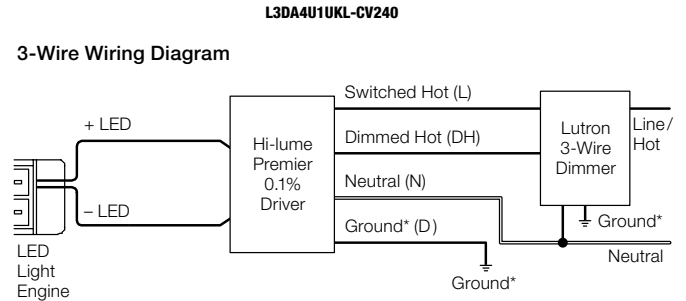 L3DA4U1UKL-CV240
3-Wire Wiring Diagram
Switched Hot (L)
+ LED
Hi-lume
Premier
0.1%
Driver
Dimmed Hot (DH)
Lutron
3-Wire
Dimmer
Line/
Hot
Neutral (N)
– LED
Ground* (D)
Ground*
Neutral
LED
Light
Engine
Ground*